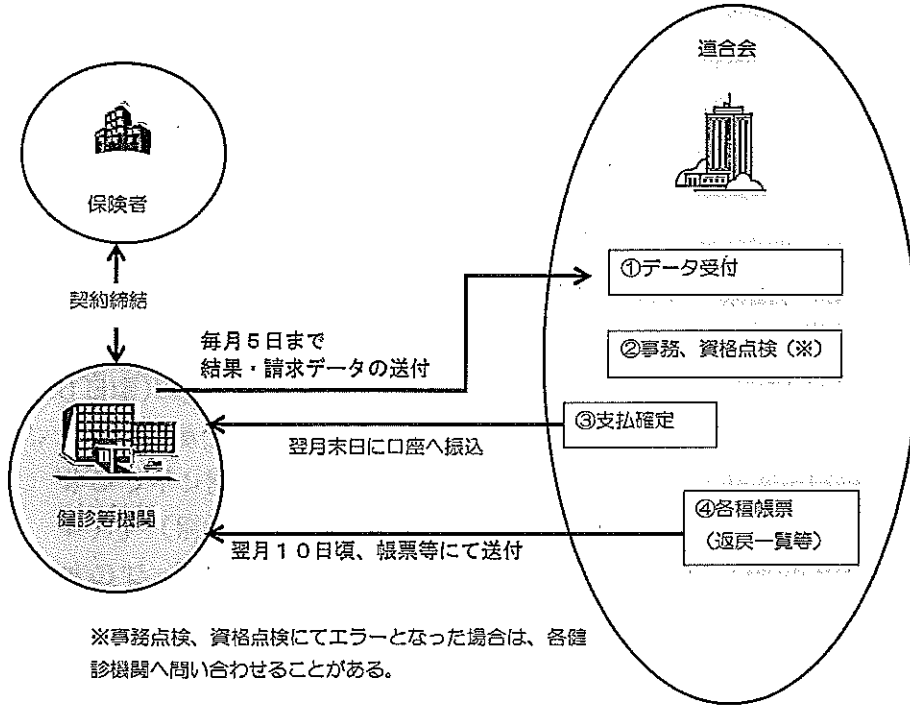 連合会
保険者
契約締結
①データ受付
毎月5日まで
結果・請求データの送付
②事務、資格点検（※）
③支払確定
翌月末日に口座へ振込
健診等機関
④各種帳票
（返戻一覧等）
翌月10日頃、帳票等にて送付
※事務点検、資格点検にてエラーとなった場合は、各健
診機関へ問い合わせることがある。